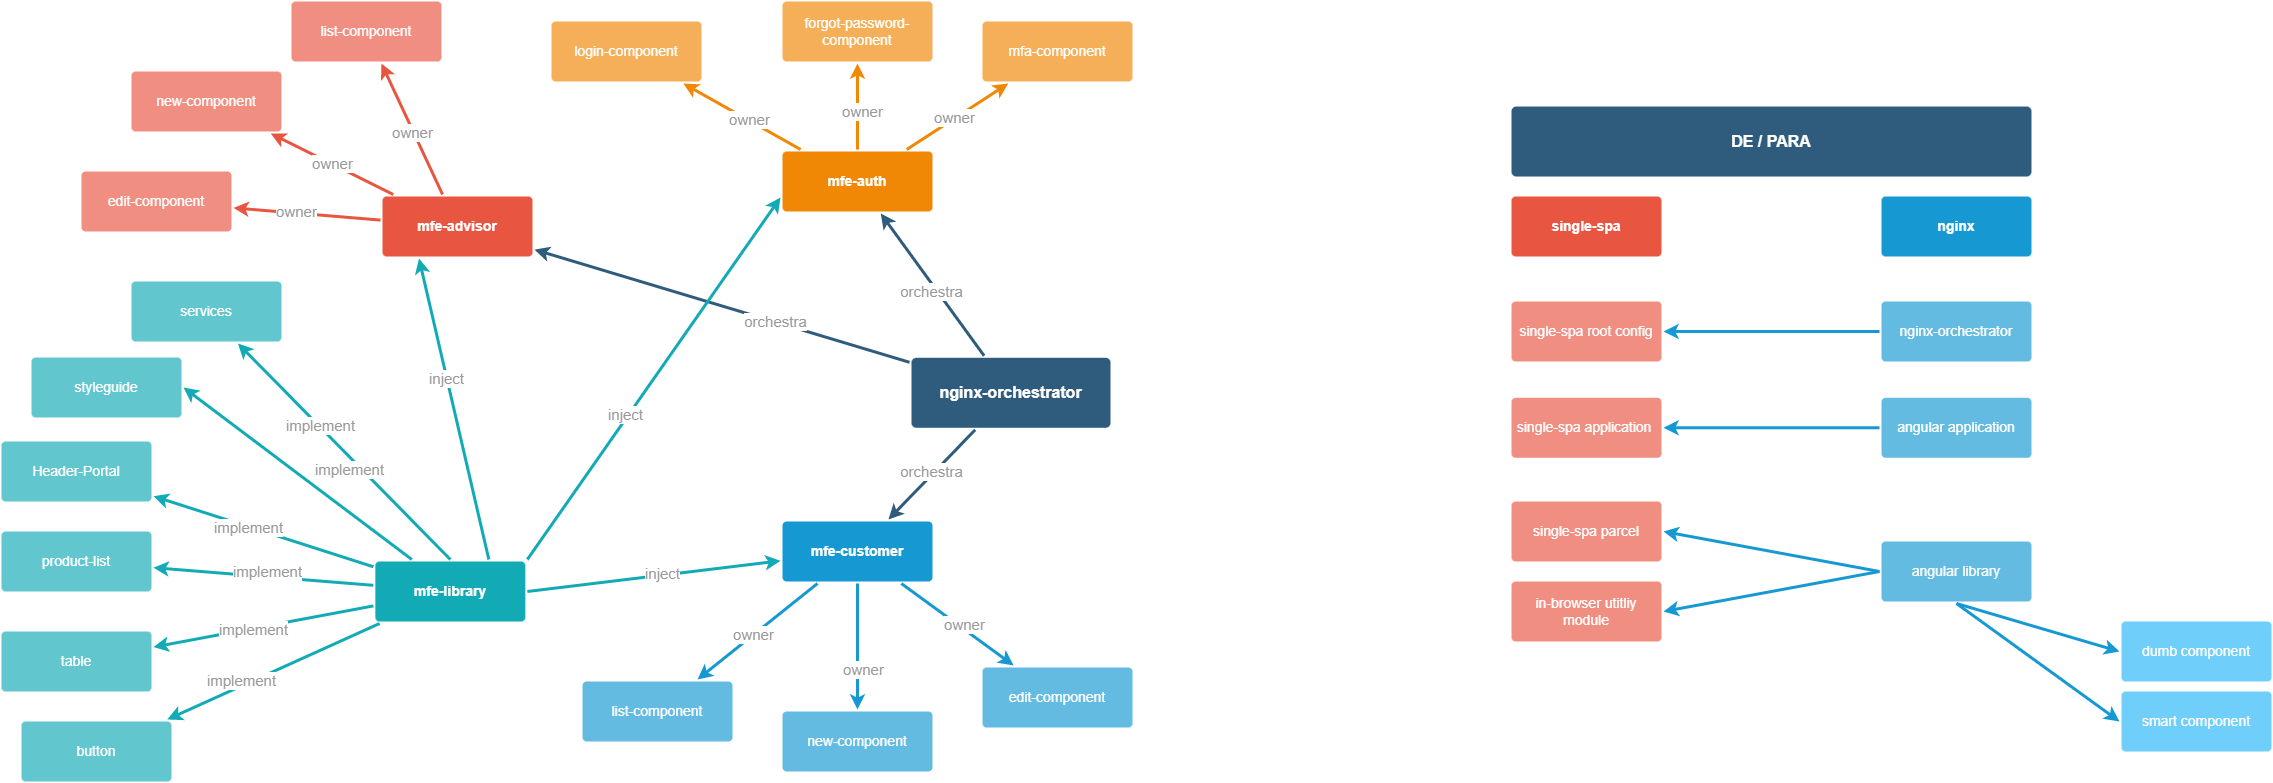 list-component
new-component
edit-component
owner
owner
owner
mfe-advisor
login-component
forgot-password-
component
mfa-component
owner
owner
owner
mfe-auth
services
styleguide
Header-Portal
product-list
table
button
implement
implement
implement
implement
implement
implement
mfe-library
inject
inject
inject
orchestra
orchestra
orchestra
nginx-orchestrator
mfe-customer
owner
owner
owner
list-component
new-component
edit-component
DE / PARA
single-spa
nginx
single-spa root config
nginx-orchestrator
single-spa application
angular application
single-spa parcel
in-browser utitliy
module
angular library
dumb component
smart component